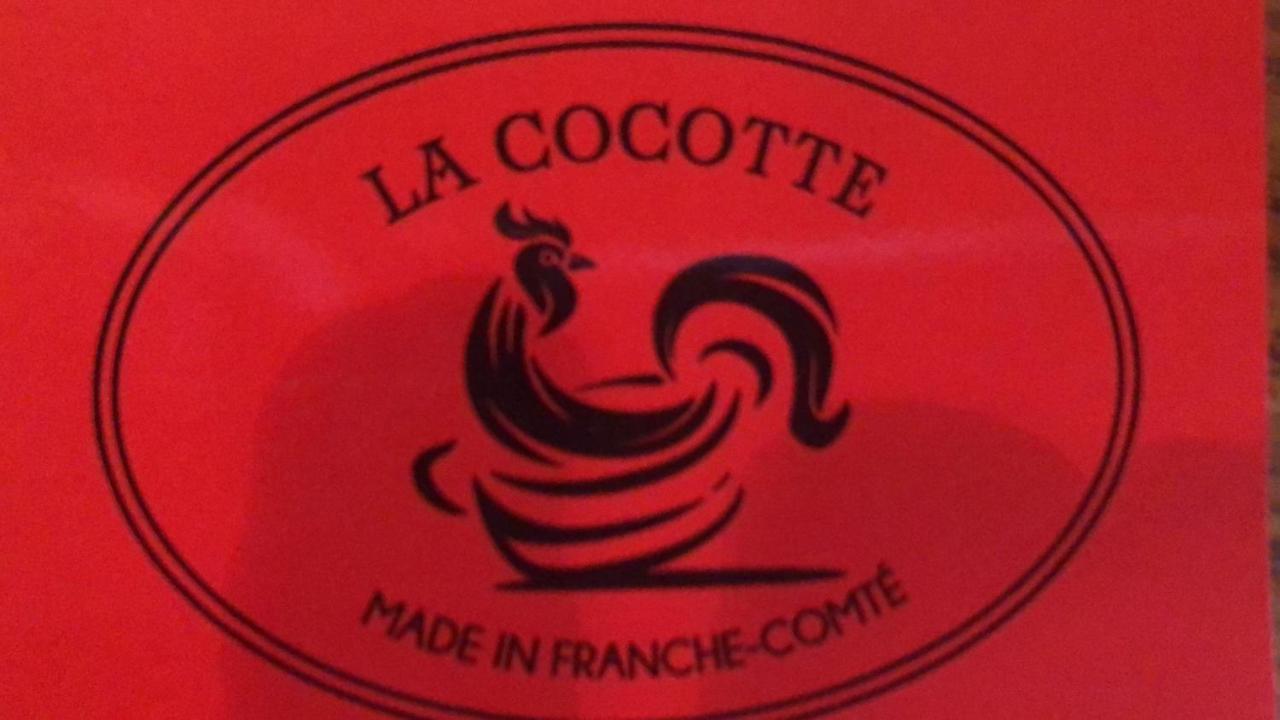 LA COCOTTE
MADE IN FRANCHE-COMTÉ